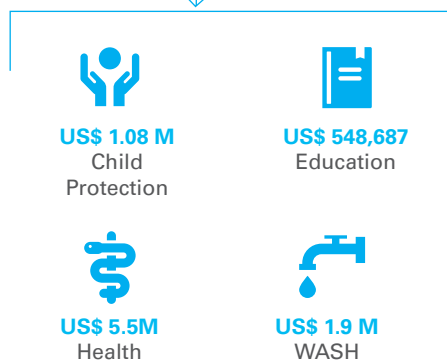 US$ 1.08 M
Child
Protection
US$ 548,687
Education
US$ 5.5M
Health
US$ 1.9 M
WASH